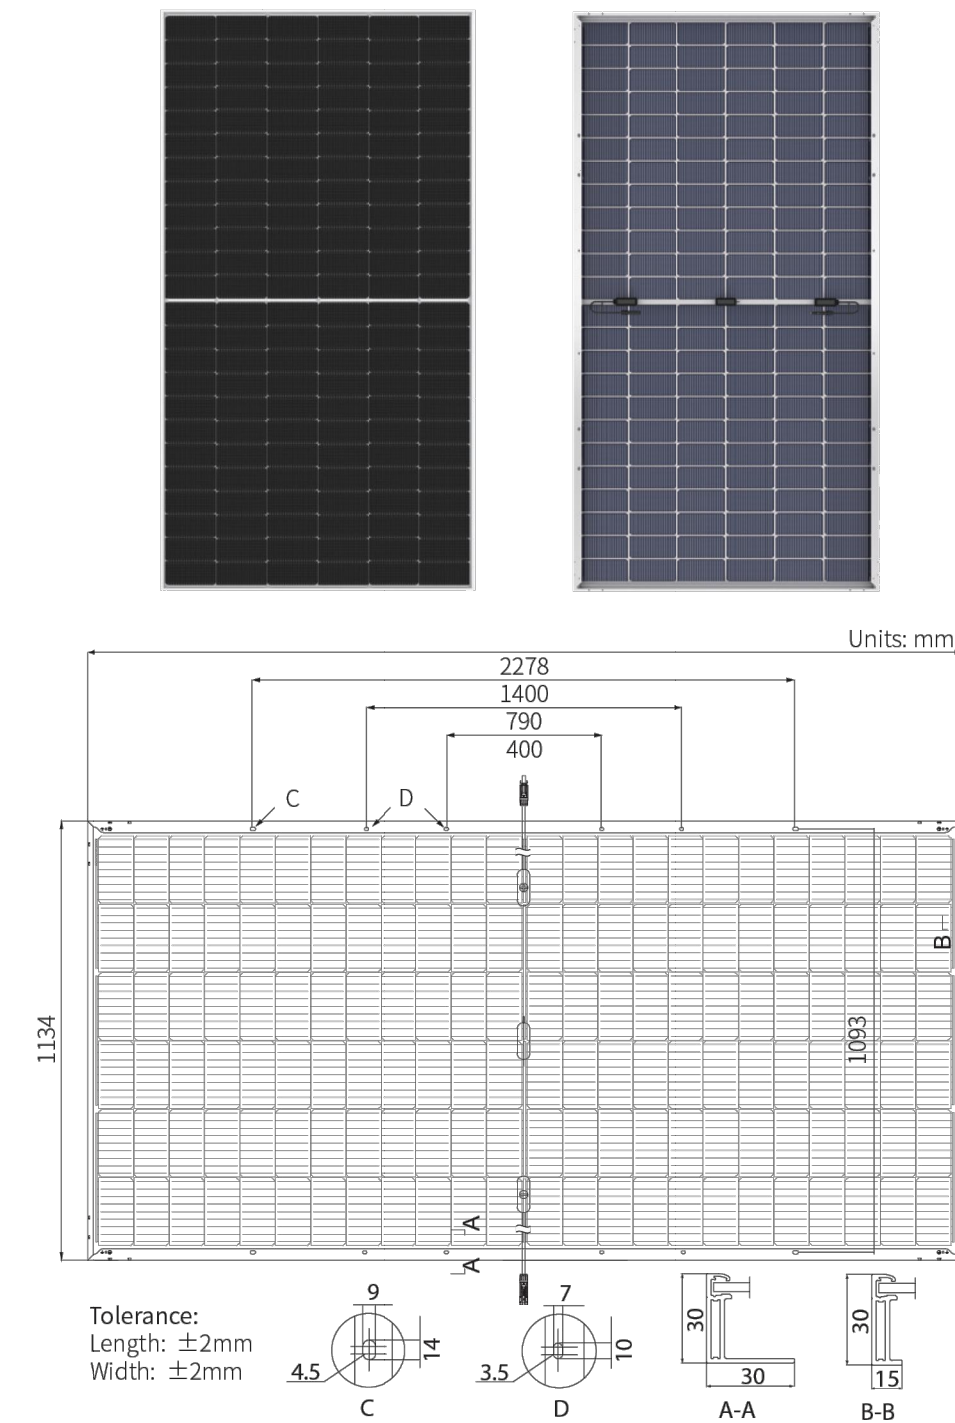 Units: mm
2278
1400
790
400
C
D
1134
B
1093
A
A
Tolerance:
Length: ±2mm
Width: ±2mm
9
14
4.5
C
7
10
3.5
D
30
30
A-A
30
15
B-B